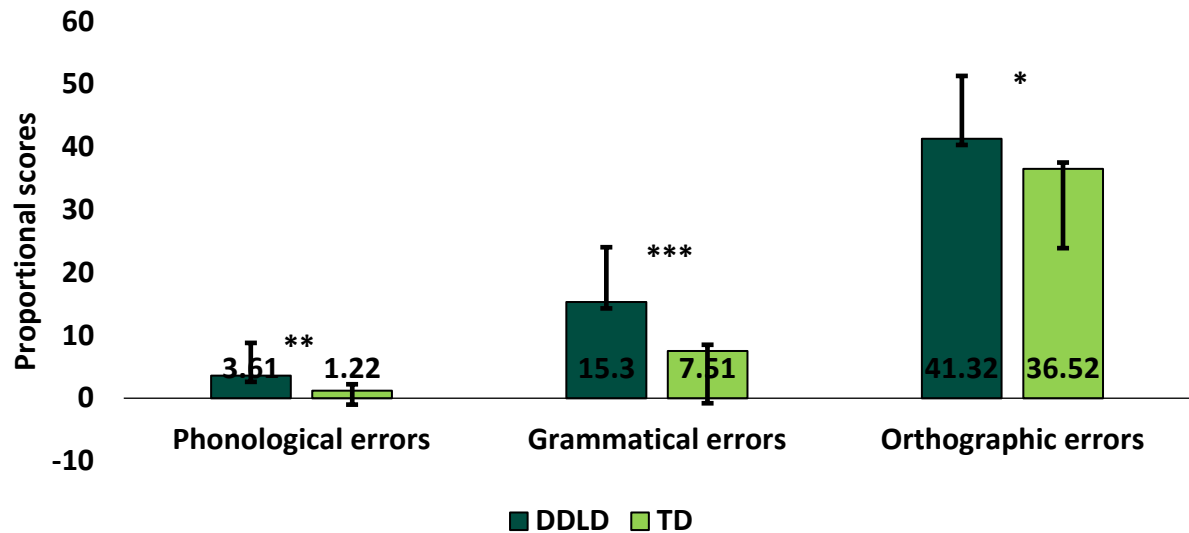 60
50
40
30
20
10
0
-10
Proportional scores
*
***
**
3.61
1.22
15.3
7.51
41.32
36.52
Phonological errors
Grammatical errors
Orthographic errors
DDLD
TD